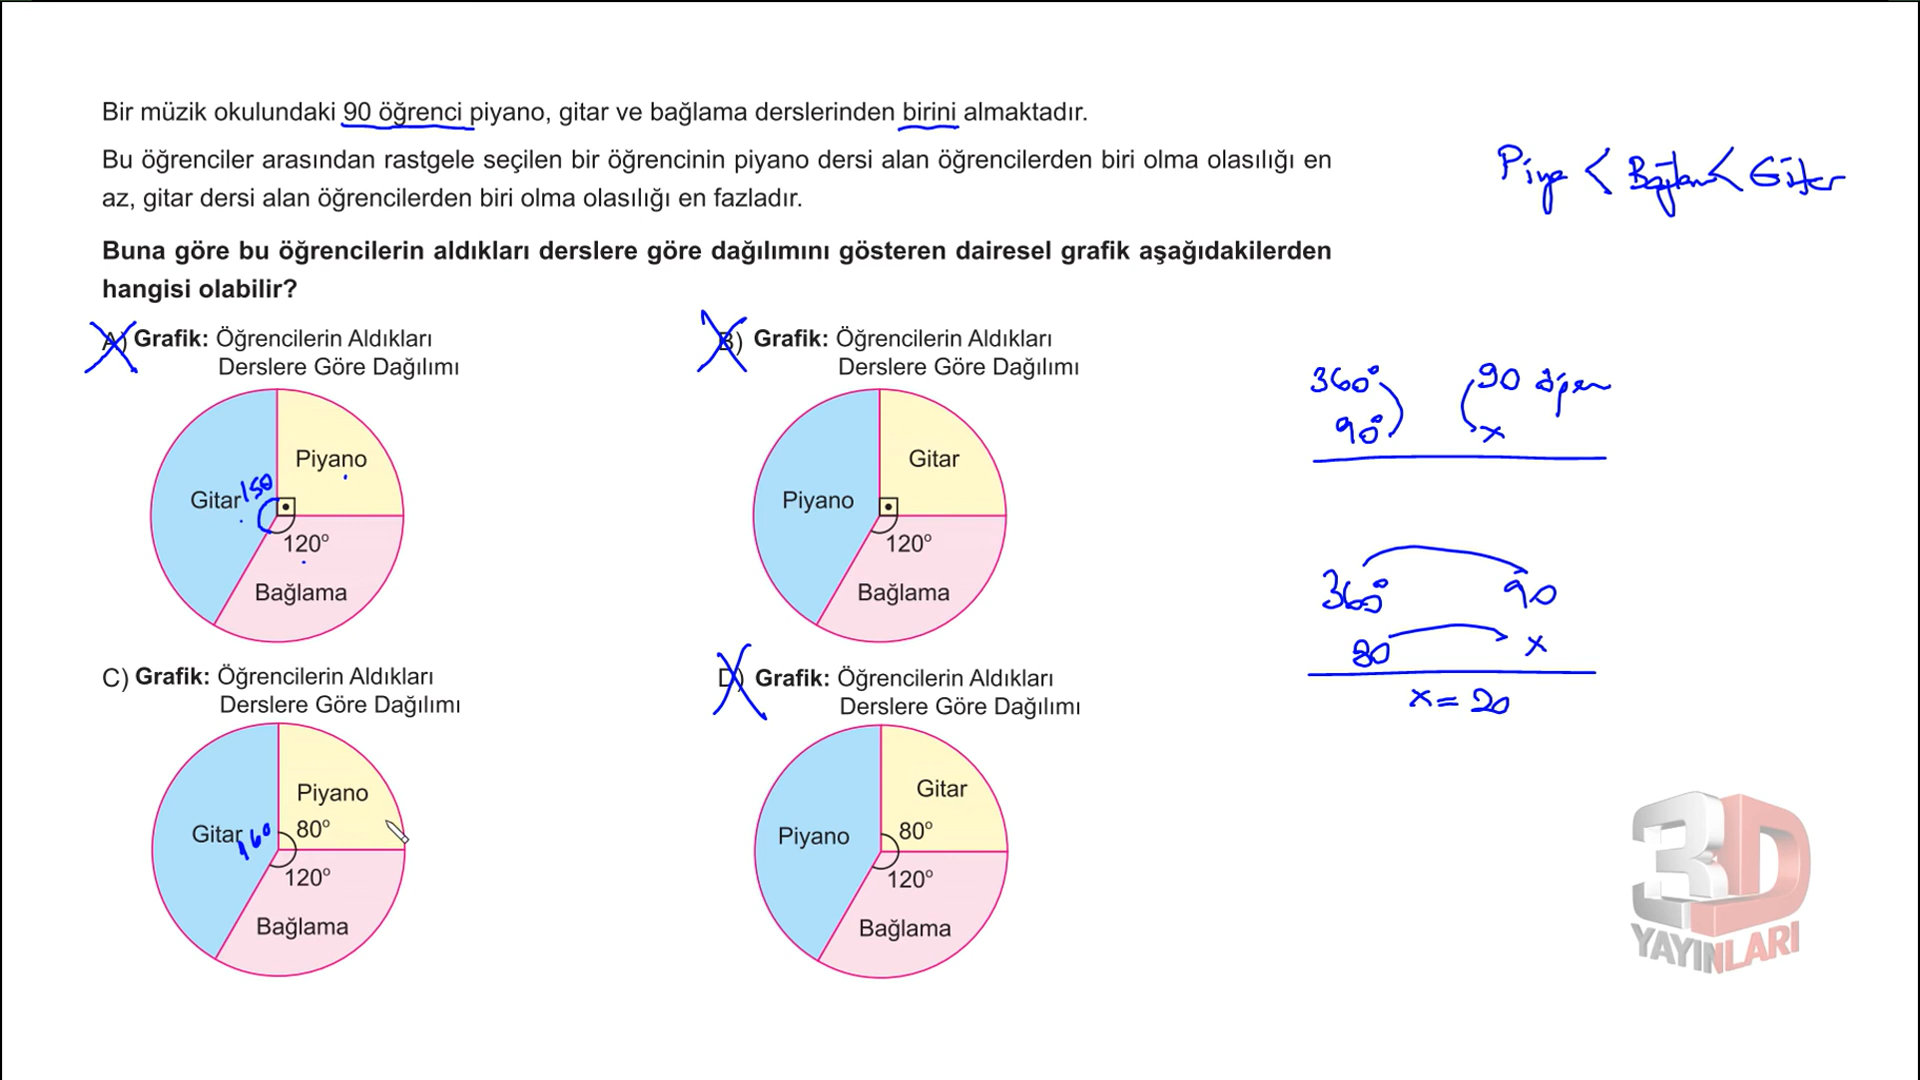 Bir müzik okulundaki 90 öğrenci piyano, gitar ve bağlama derslerinden birini almaktadır.
Bu öğrenciler arasından rastgele seçilen bir öğrencinin piyano dersi alan öğrencilerden biri olma olasılığı en
az, gitar dersi alan öğrencilerden biri olma olasılığı en fazladır.
< <
Buna göre bu öğrencilerin aldıkları derslere göre dağılımını gösteren dairesel grafik aşağıdakilerden
hangisi olabilir?
A) Grafik: Öğrencilerin Aldıkları
Derslere Göre Dağılımı
Piyano
Gitar
150
120°
Bağlama
B) Grafik: Öğrencilerin Aldıkları
Derslere Göre Dağılımı
Gitar
Piyano
120°
Bağlama
C) Grafik: Öğrencilerin Aldıkları
Derslere Göre Dağılımı
Piyano
80°
Gitar
160
120°
Bağlama
D) Grafik: Öğrencilerin Aldıkları
Derslere Göre Dağılımı
Gitar
80°
Piyano
120°
Bağlama
360° 90
90° x
360° 90
80 x
x = 20
3D
YAYINLARI